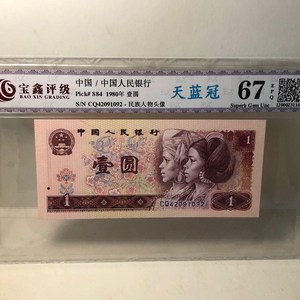 宝鑫评级
BAO XIN GRADING
中国 / 中国人民银行
Pick# 884 1980年 壹圆
S/N CQ42091092 - 民族人物头像
天蓝冠
67
EPQ
Superb Gem Unc
中国人民银行
1
壹圆
CQ42091092
1
1